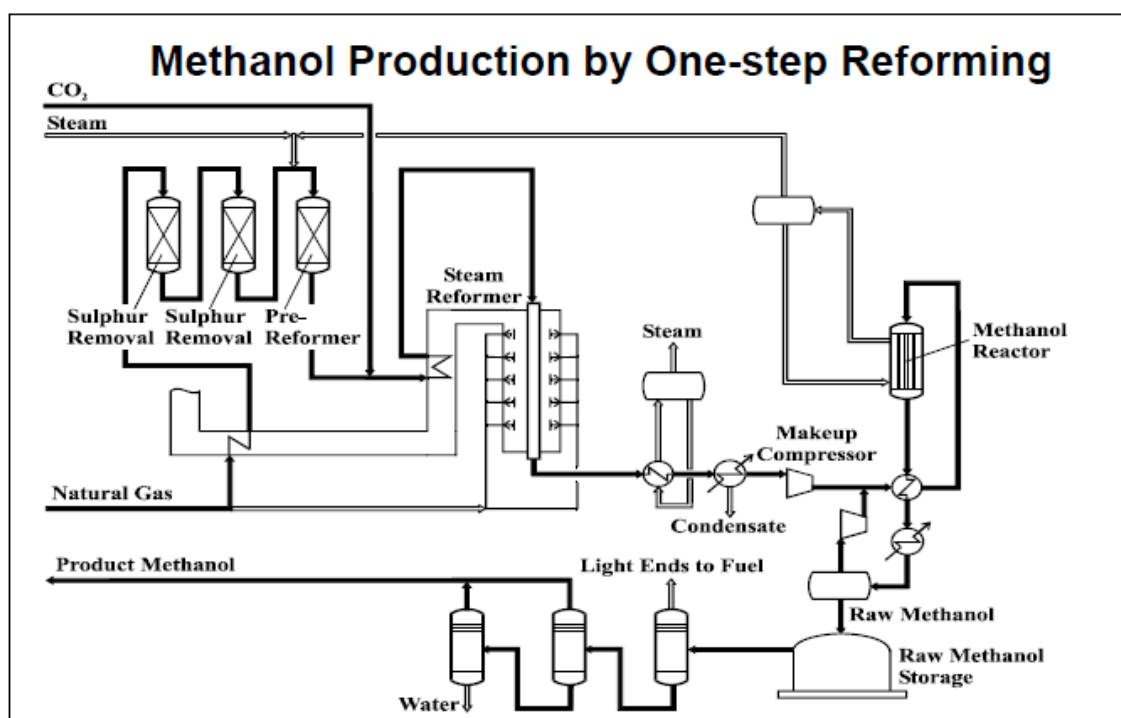 Methanol Production by One-step Reforming
CO₂
Steam
Steam
Reformer
Sulphur
Removal
Sulphur
Removal
Pre-
Reformer
Steam
Methanol
Reactor
Makeup
Compressor
Natural Gas
Condensate
Product Methanol
Light Ends to Fuel
Raw Methanol
Raw Methanol
Storage
Water